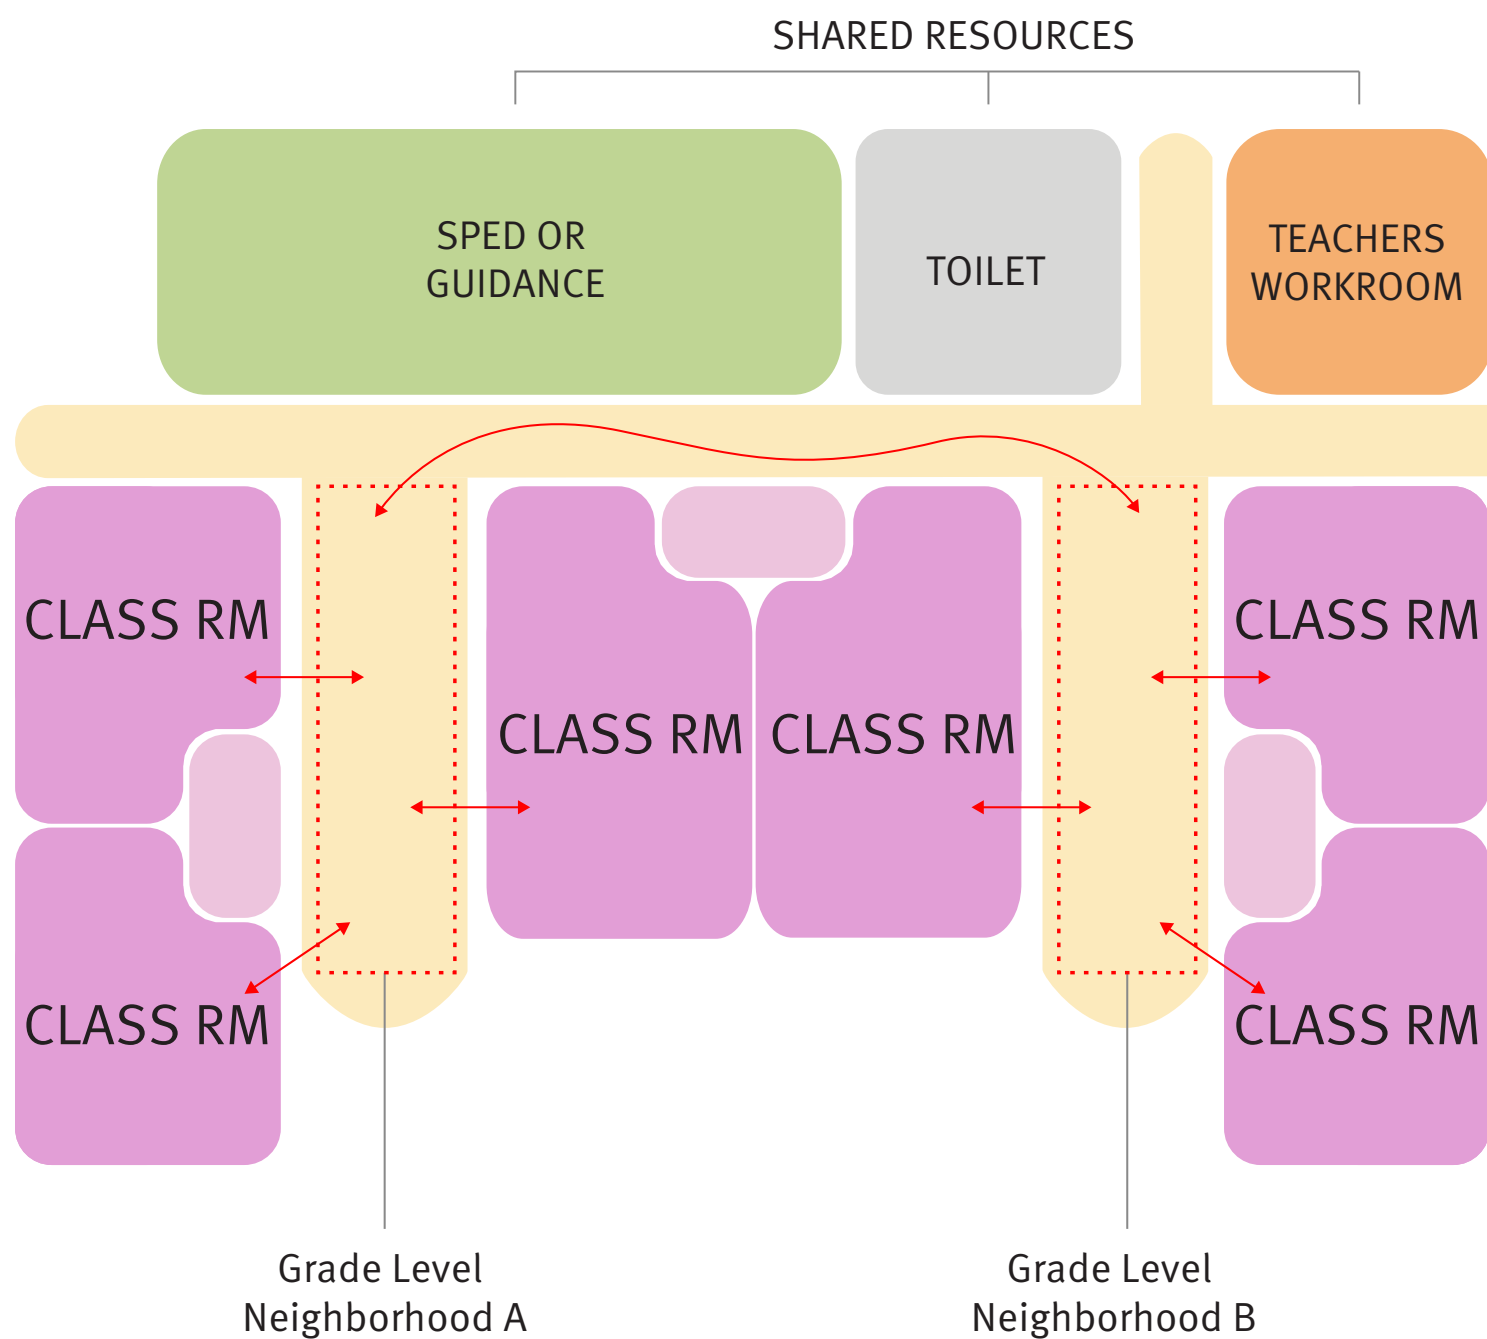 SHARED RESOURCES
SPED OR
GUIDANCE
TOILET
TEACHERS
WORKROOM
CLASS RM
CLASS RM
CLASS RM
CLASS RM
CLASS RM
CLASS RM
Grade Level
Neighborhood A
Grade Level
Neighborhood B